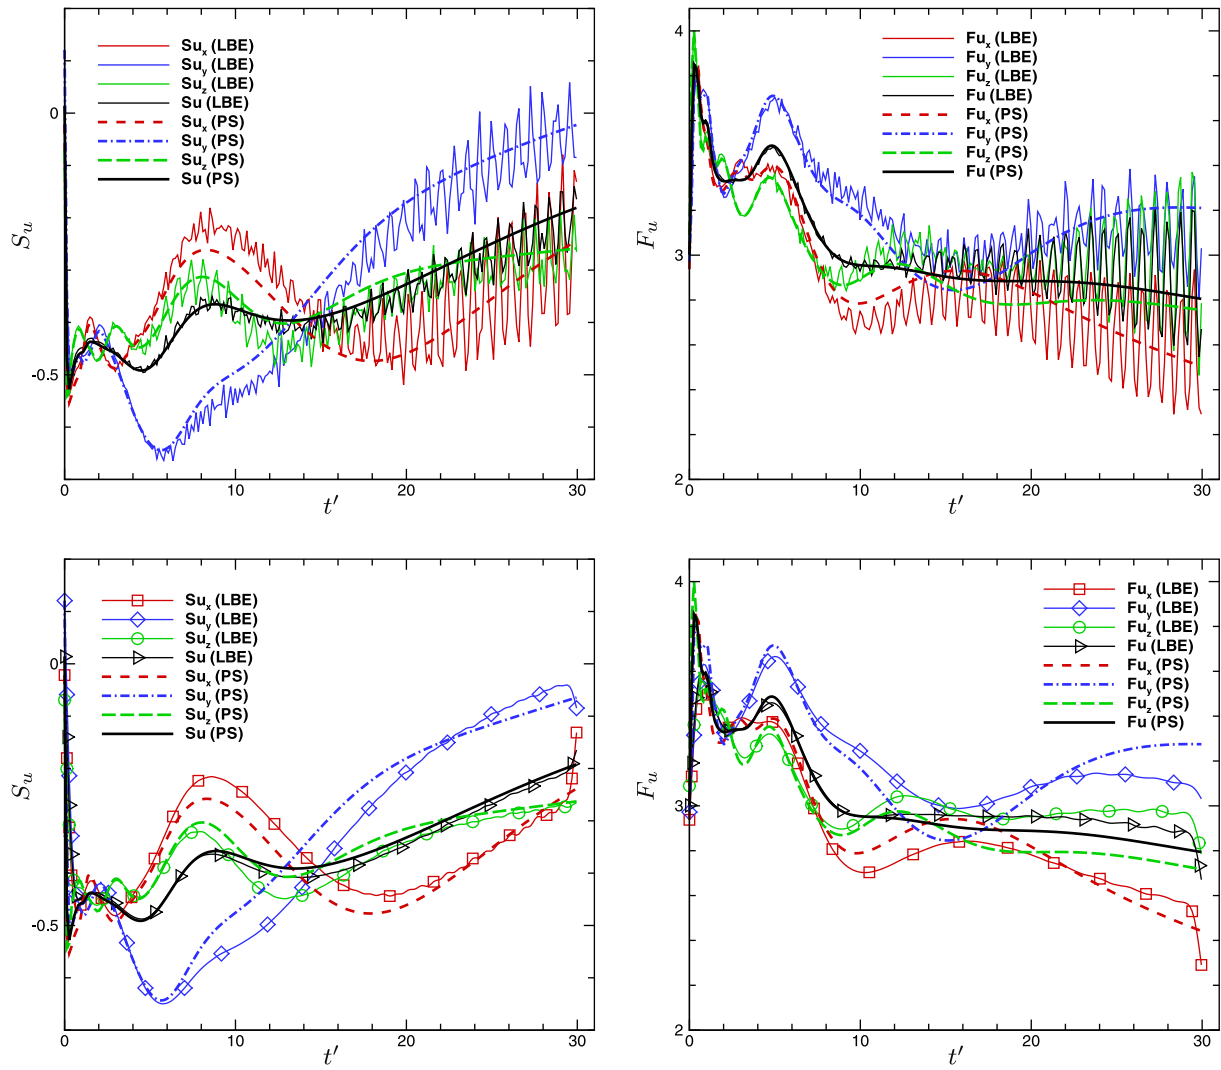 0
-0.5
S_u
Su_x (LBE)
Su_y (LBE)
Su_z (LBE)
Su (LBE)
Su_x (PS)
Su_y (PS)
Su_z (PS)
Su (PS)
0
10
20
30
t′
4
3
2
F_u
Fu_x (LBE)
Fu_y (LBE)
Fu_z (LBE)
Fu (LBE)
Fu_x (PS)
Fu_y (PS)
Fu_z (PS)
Fu (PS)
0
10
20
30
t′
0
-0.5
S_u
Su_x (LBE)
Su_y (LBE)
Su_z (LBE)
Su (LBE)
Su_x (PS)
Su_y (PS)
Su_z (PS)
Su (PS)
0
10
20
30
t′
4
3
2
F_u
Fu_x (LBE)
Fu_y (LBE)
Fu_z (LBE)
Fu (LBE)
Fu_x (PS)
Fu_y (PS)
Fu_z (PS)
Fu (PS)
0
10
20
30
t′